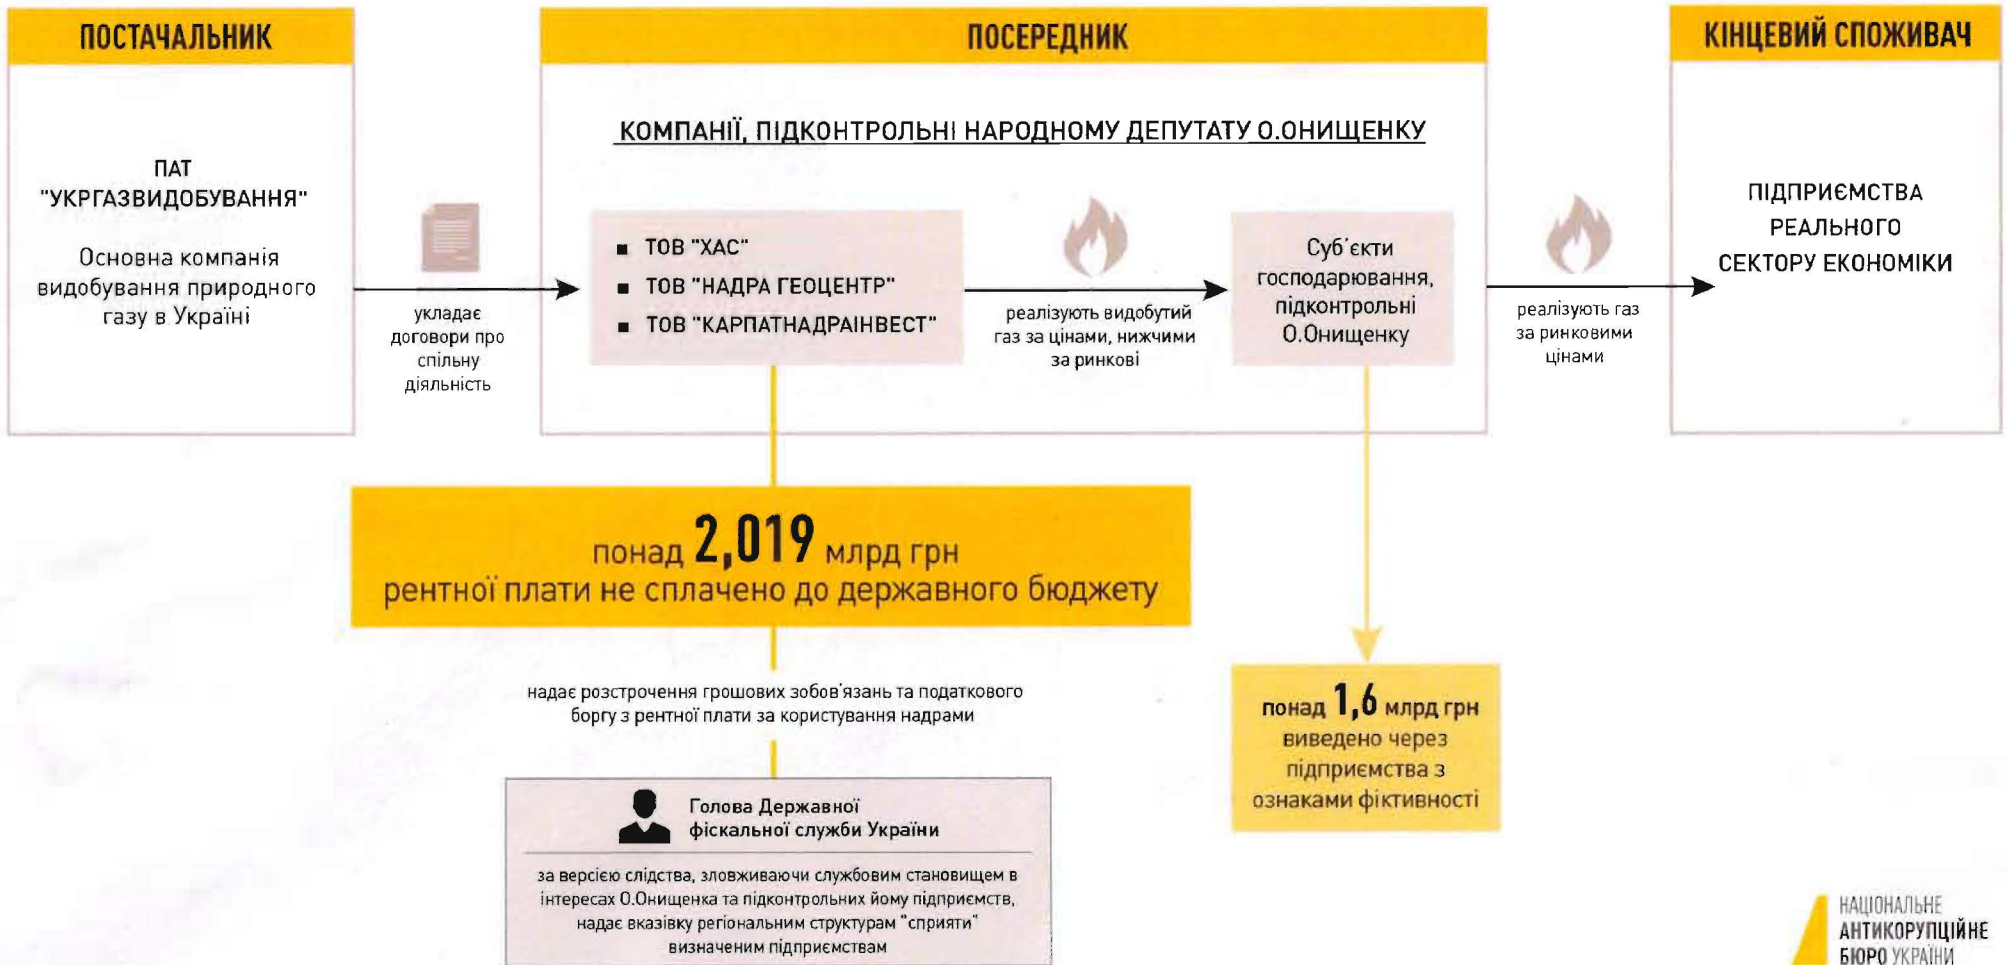 ПОСТАЧАЛЬНИК
ПАТ
"УКРГАЗВИДОБУВАННЯ"
Основна компанія
видобування природного
газу в Україні
укладає
договори про
спільну
діяльність
ПОСЕРЕДНИК
КОМПАНІЇ, ПІДКОНТРОЛЬНІ НАРОДНОМУ ДЕПУТАТУ О.ОНИЩЕНКУ
■ ТОВ "ХАС"
■ ТОВ "НАДРА ГЕОЦЕНТР"
■ ТОВ "КАРПАТНАДРАІНВЕСТ"
реалізують видобутий
газ за цінами, нижчими
за ринкові
Суб'єкти
господарювання,
підконтрольні
О.Онищенку
реалізують газ
за ринковими
цінами
КІНЦЕВИЙ СПОЖИВАЧ
ПІДПРИЄМСТВА
РЕАЛЬНОГО
СЕКТОРУ ЕКОНОМІКИ
понад 2,019 млрд грн
рентної плати не сплачено до державного бюджету
надає розстрочення грошових зобов'язань та податкового
боргу з рентної плати за користування надрами
Голова Державної
фіскальної служби України
за версією слідства, зловживаючи службовим становищем в
інтересах О.Онищенка та підконтрольних йому підприємств,
надає вказівку регіональним структурам "сприяти"
визначеним підприємствам
понад 1,6 млрд грн
виведено через
підприємства з
ознаками фіктивності
НАЦІОНАЛЬНЕ
АНТИКОРУПЦІЙНЕ
БЮРО УКРАЇНИ